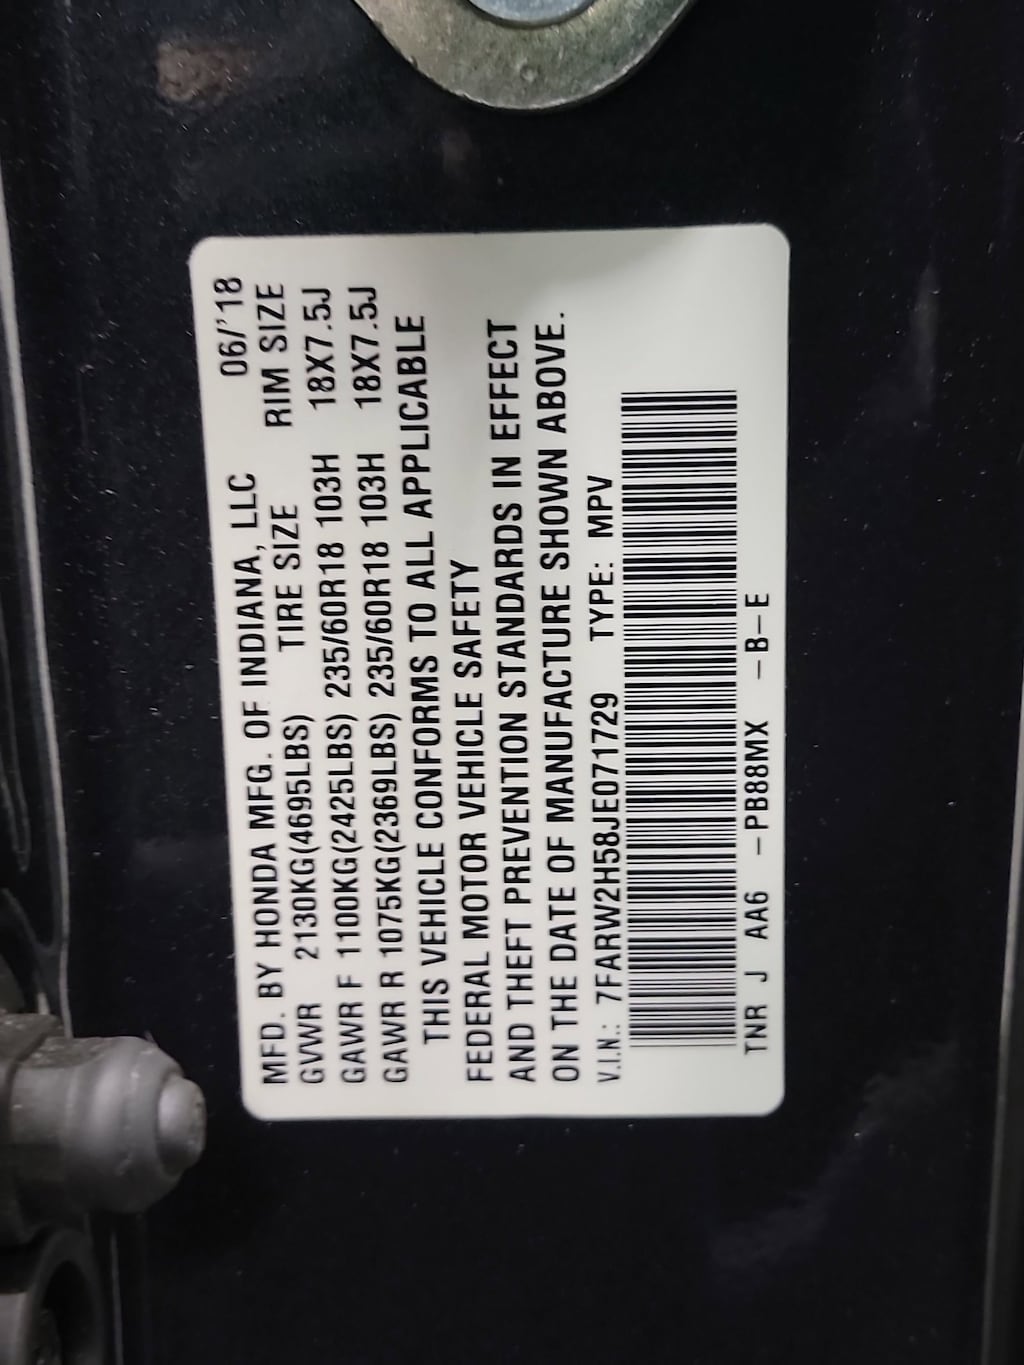 MFD. BY HONDA MFG. OF INDIANA, LLC 06/'18
GVWR 2130KG(4695LBS) TIRE SIZE RIM SIZE
GAWR F 1100KG(2425LBS) 235/60R18 103H 18X7.5J
GAWR R 1075KG(2369LBS) 235/60R18 103H 18X7.5J
THIS VEHICLE CONFORMS TO ALL APPLICABLE
FEDERAL MOTOR VEHICLE SAFETY
AND THEFT PREVENTION STANDARDS IN EFFECT
ON THE DATE OF MANUFACTURE SHOWN ABOVE.
V.I.N.: 7FARW2H58JE071729 TYPE: MPV
TNR J AA6 -PB88MX -B-E